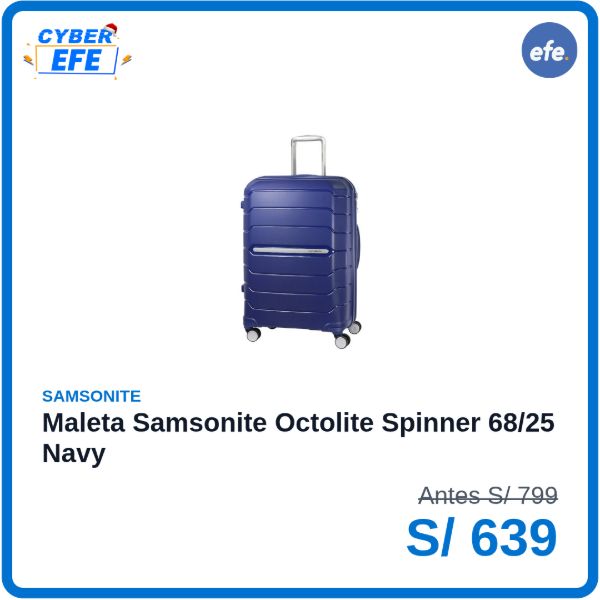 CYBER
EFE
efe.
SAMSONITE
Maleta Samsonite Octolite Spinner 68/25
Navy
Antes S/ 799
S/ 639